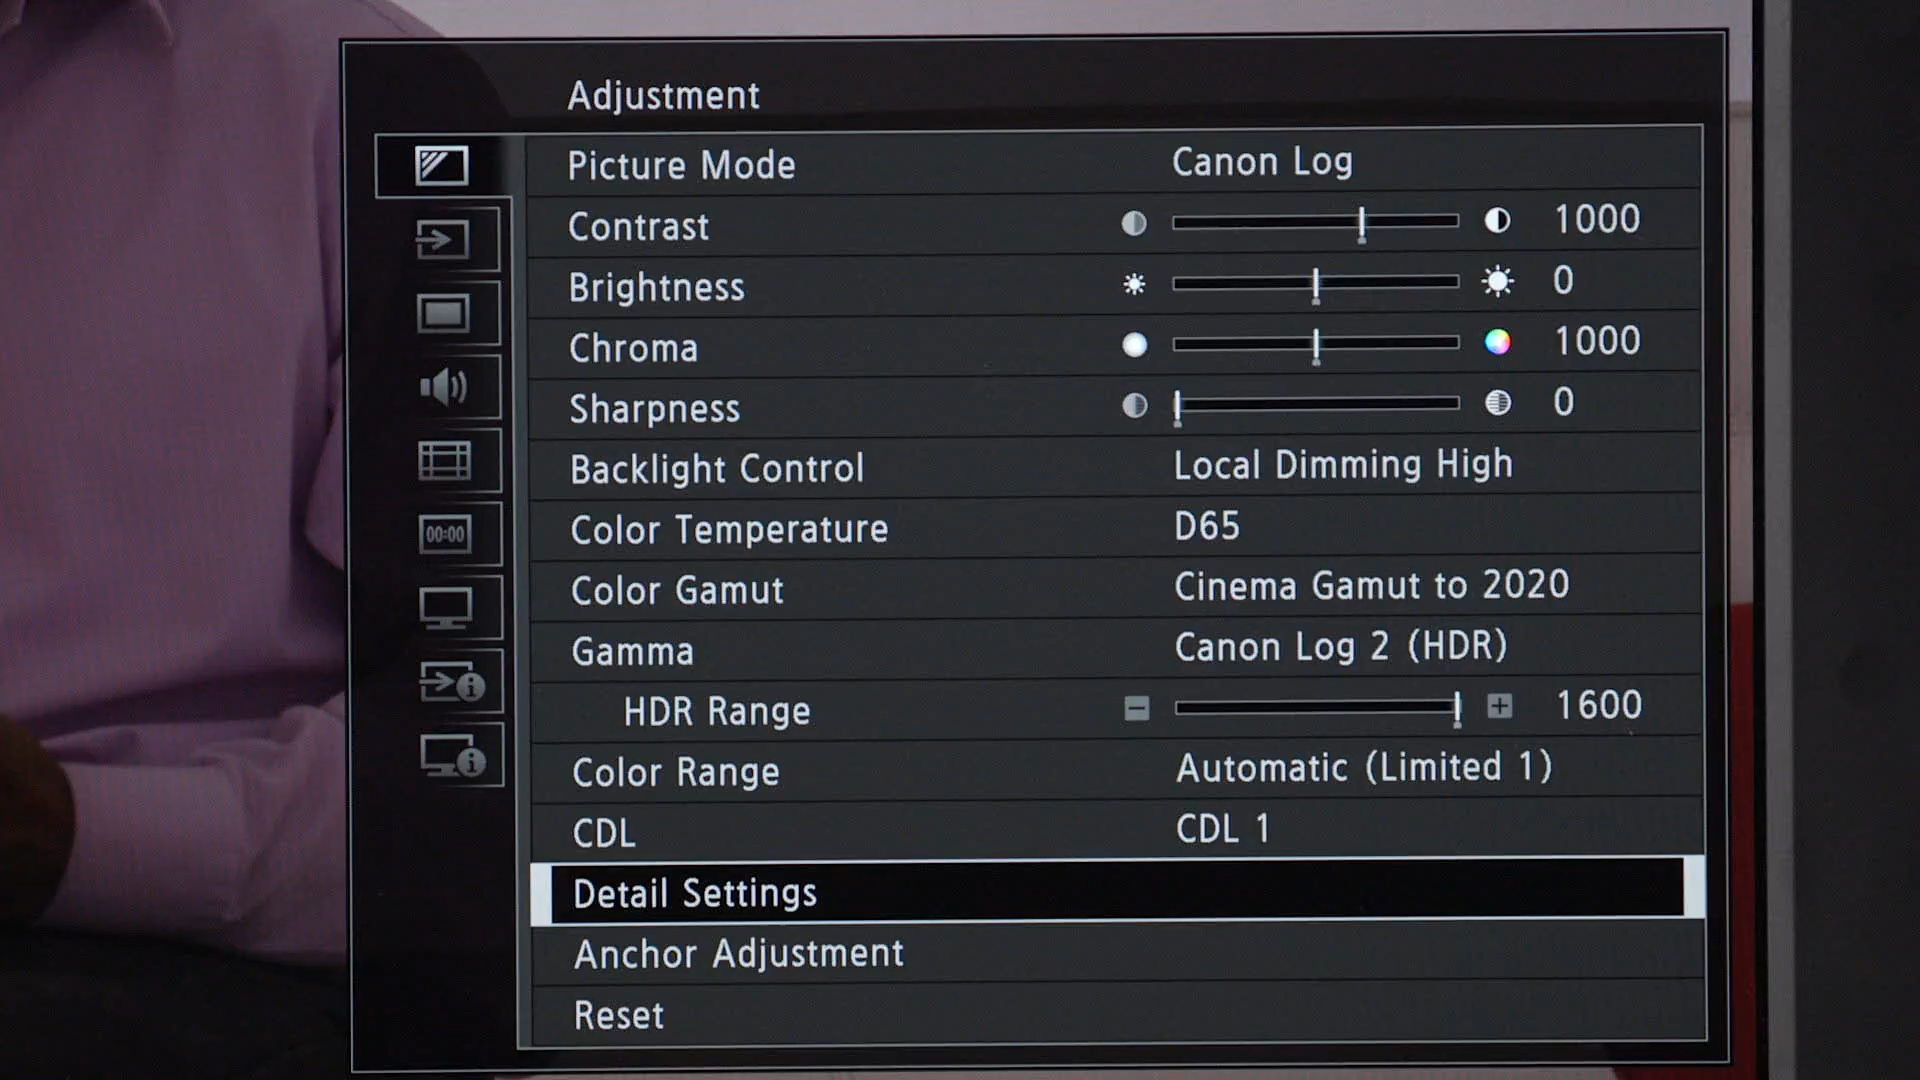 Adjustment
Picture Mode Canon Log
Contrast 1000
Brightness 0
Chroma 1000
Sharpness 0
Backlight Control Local Dimming High
Color Temperature D65
00:00
Color Gamut Cinema Gamut to 2020
Gamma Canon Log 2 (HDR)
HDR Range 1600
Color Range Automatic (Limited 1)
CDL CDL 1
Detail Settings
Anchor Adjustment
Reset